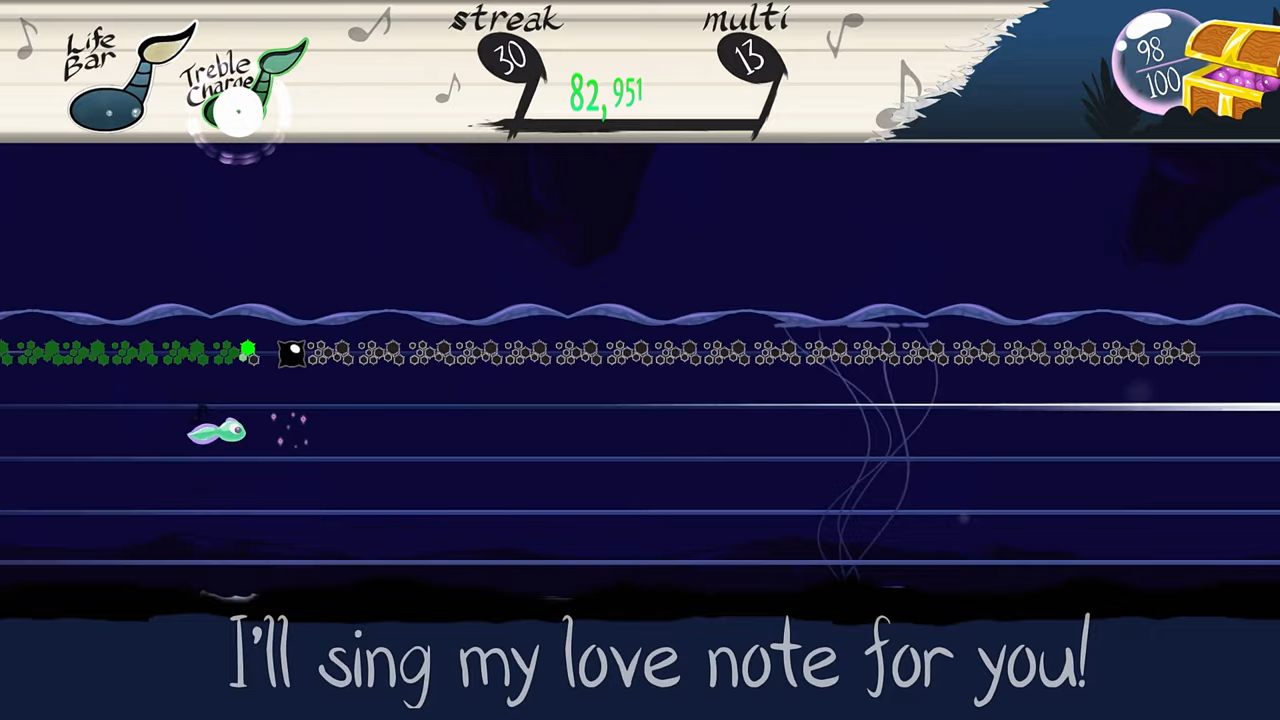 Life
Bar
Treble
Charge
streak
30
multi
13
82,951
98
100
I'll sing my love note for you!